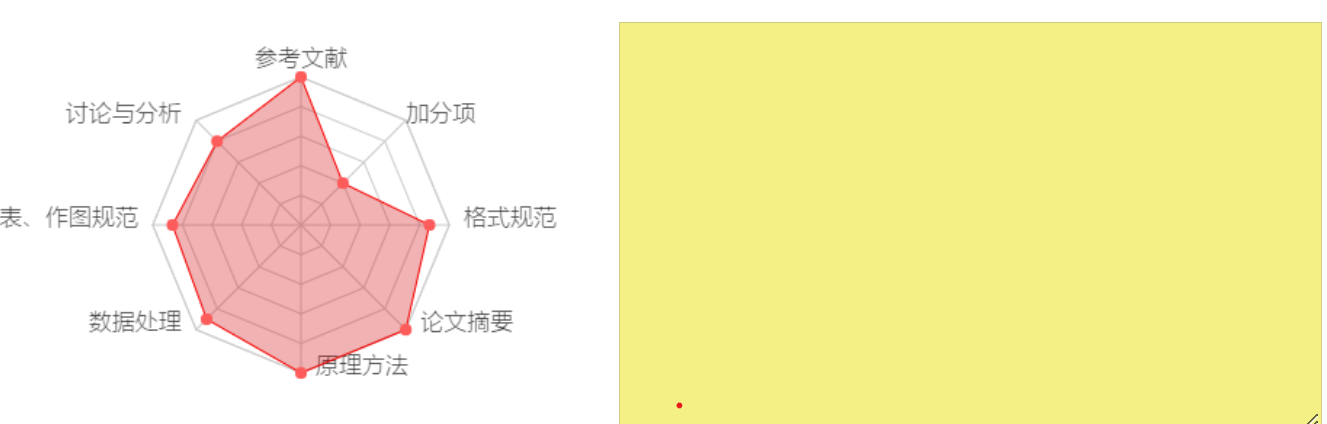 参考文献
讨论与分析
加分项
表、作图规范
格式规范
数据处理
论文摘要
原理方法